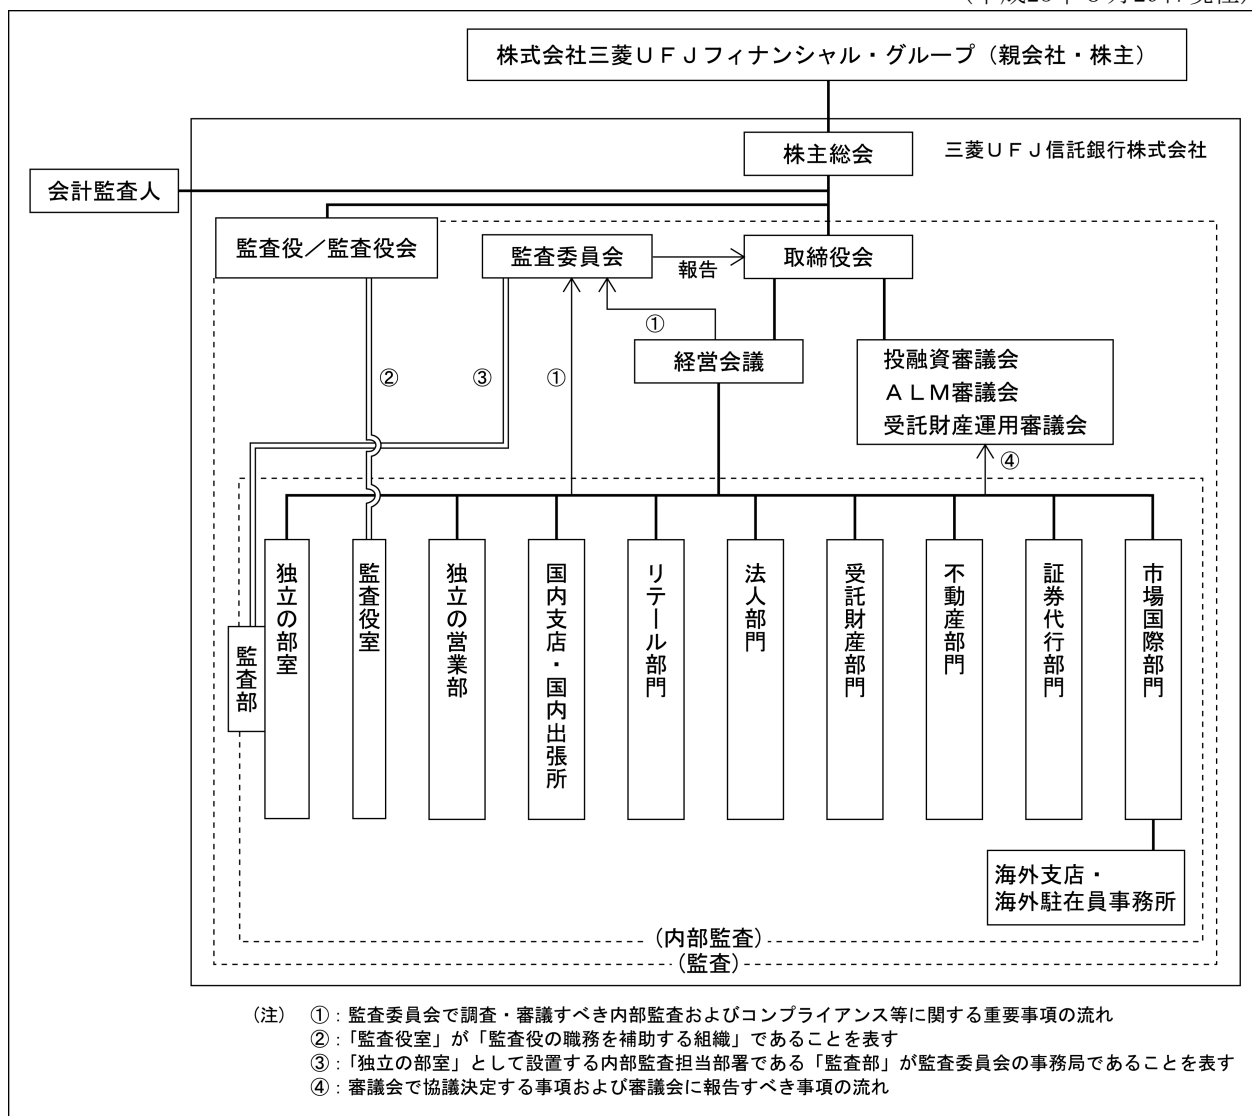 株式会社三菱ＵＦＪフィナンシャル・グループ（親会社・株主）
株主総会
三菱ＵＦＪ信託銀行株式会社
会計監査人
監査役／監査役会
監査委員会
報告
取締役会
①
経営会議
投融資審議会
ＡＬＭ審議会
受託財産運用審議会
②
③
①
④
監査部
独立の部室
監査役室
独立の営業部
国内支店・国内出張所
リテール部門
法人部門
受託財産部門
不動産部門
証券代行部門
市場国際部門
海外支店・
海外駐在員事務所
(内部監査)
(監査)
（注）　①：監査委員会で調査・審議すべき内部監査およびコンプライアンス等に関する重要事項の流れ
②：「監査役室」が「監査役の職務を補助する組織」であることを表す
③：「独立の部室」として設置する内部監査担当部署である「監査部」が監査委員会の事務局であることを表す
④：審議会で協議決定する事項および審議会に報告すべき事項の流れ